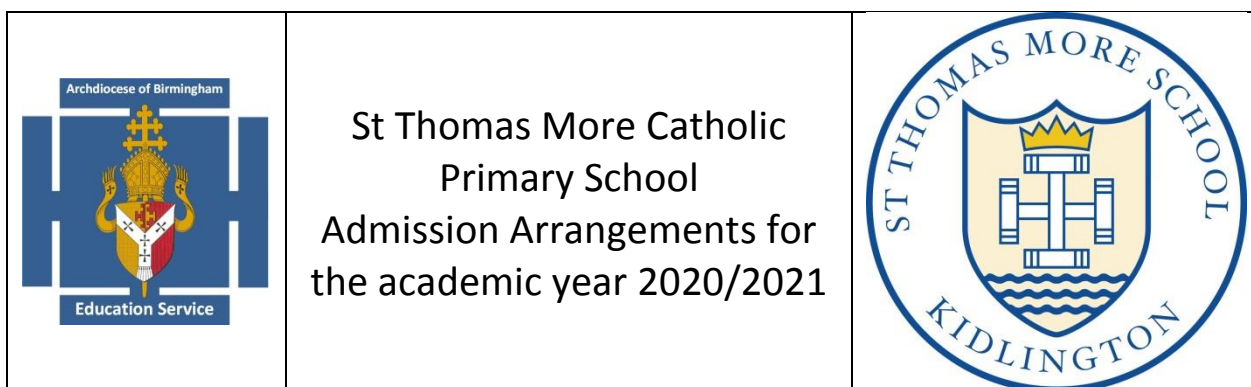 Archdiocese of Birmingham
Education Service
St Thomas More Catholic
Primary School
Admission Arrangements for
the academic year 2020/2021
ST THOMAS MORE SCHOOL
KIDLINGTON